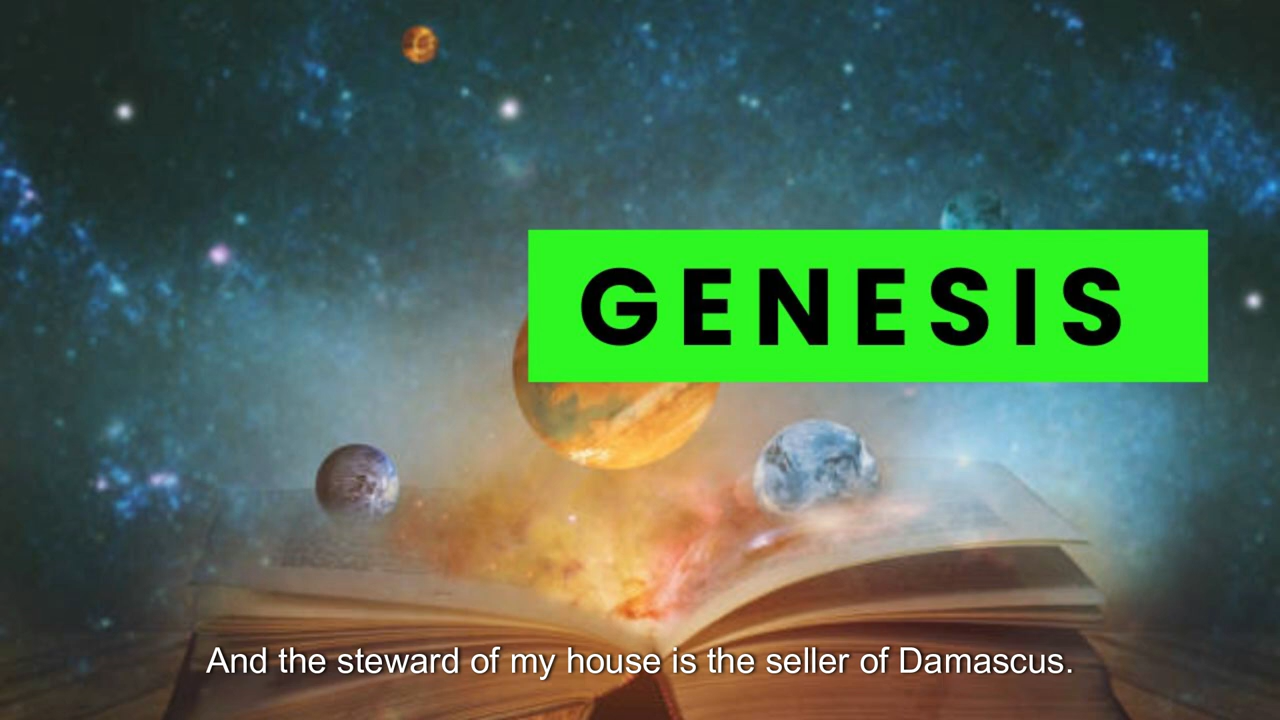 GENESIS
And the steward of my house is the seller of Damascus.